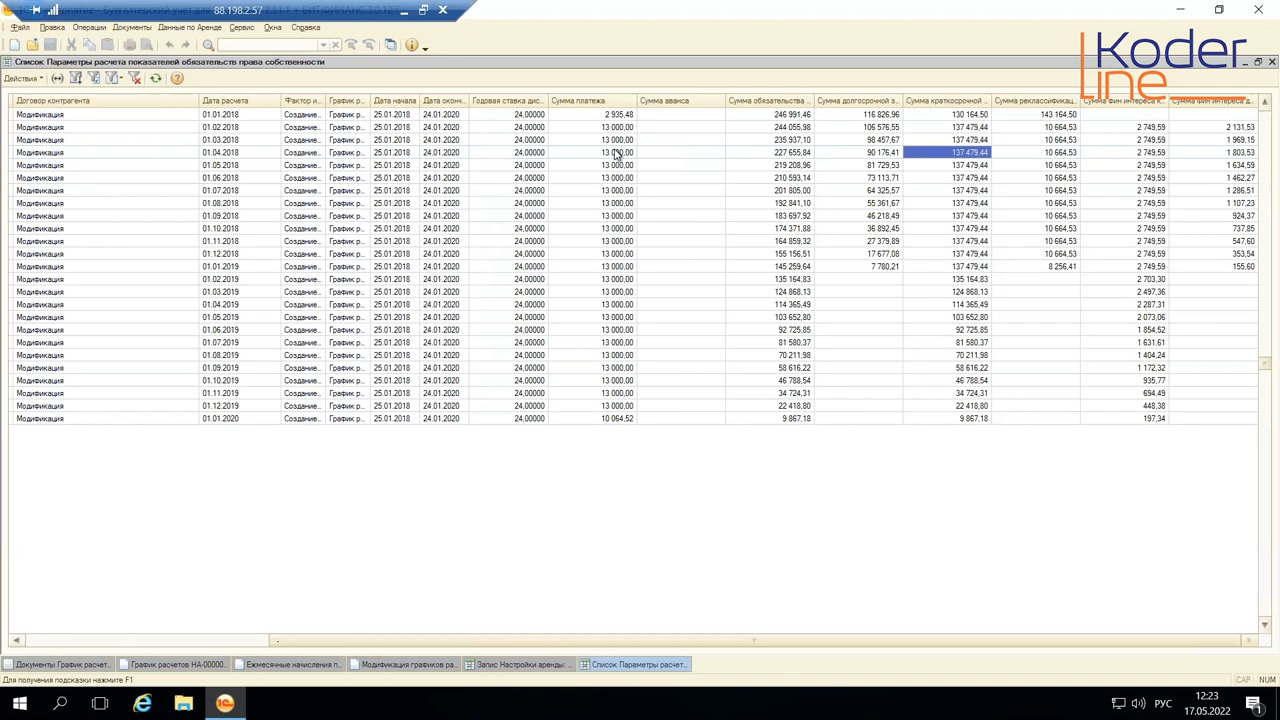 88.198.2.57
Файл Правка Операции Документы Данные по Аренде Сервис Окна Справка
Koder
Line
Список Параметры расчета показателей обязательств права собственности
Действия
Договор контрагента Дата расчета Фактор и... График р... Дата начала Дата оконч... Годовая ставка дис... Сумма платежа Сумма аванса Сумма обязательства ... Сумма долгосрочной з... Сумма краткосрочной ... Сумма реклассификац... Сумма фин интереса к... Сумма фин интереса д...
Модификация 01.01.2018 Создание... График р... 25.01.2018 24.01.2020 24.00000 2 935,48 246 991,46 116 826,96 130 164,50 143 164,50
Модификация 01.02.2018 Создание... График р... 25.01.2018 24.01.2020 24.00000 13 000,00 244 055,98 106 576,55 137 479,44 10 664,53 2 749,59 2 131,53
Модификация 01.03.2018 Создание... График р... 25.01.2018 24.01.2020 24.00000 13 000,00 235 937,10 98 457,67 137 479,44 10 664,53 2 749,59 1 969,15
Модификация 01.04.2018 Создание... График р... 25.01.2018 24.01.2020 24.00000 13 000,00 227 655,84 90 176,41 137 479,44 10 664,53 2 749,59 1 803,53
Модификация 01.05.2018 Создание... График р... 25.01.2018 24.01.2020 24.00000 13 000,00 219 208,96 81 729,53 137 479,44 10 664,53 2 749,59 1 634,59
Модификация 01.06.2018 Создание... График р... 25.01.2018 24.01.2020 24.00000 13 000,00 210 593,14 73 113,71 137 479,44 10 664,53 2 749,59 1 462,27
Модификация 01.07.2018 Создание... График р... 25.01.2018 24.01.2020 24.00000 13 000,00 201 805,00 64 325,57 137 479,44 10 664,53 2 749,59 1 286,51
Модификация 01.08.2018 Создание... График р... 25.01.2018 24.01.2020 24.00000 13 000,00 192 841,10 55 361,67 137 479,44 10 664,53 2 749,59 1 107,23
Модификация 01.09.2018 Создание... График р... 25.01.2018 24.01.2020 24.00000 13 000,00 183 697,92 46 218,49 137 479,44 10 664,53 2 749,59 924,37
Модификация 01.10.2018 Создание... График р... 25.01.2018 24.01.2020 24.00000 13 000,00 174 371,88 36 892,45 137 479,44 10 664,53 2 749,59 737,85
Модификация 01.11.2018 Создание... График р... 25.01.2018 24.01.2020 24.00000 13 000,00 164 859,32 27 379,89 137 479,44 10 664,53 2 749,59 547,60
Модификация 01.12.2018 Создание... График р... 25.01.2018 24.01.2020 24.00000 13 000,00 155 156,51 17 677,08 137 479,44 10 664,53 2 749,59 353,54
Модификация 01.01.2019 Создание... График р... 25.01.2018 24.01.2020 24.00000 13 000,00 145 259,64 7 780,21 137 479,44 8 256,41 2 749,59 155,60
Модификация 01.02.2019 Создание... График р... 25.01.2018 24.01.2020 24.00000 13 000,00 135 164,83 135 164,83 2 703,30
Модификация 01.03.2019 Создание... График р... 25.01.2018 24.01.2020 24.00000 13 000,00 124 868,13 124 868,13 2 497,36
Модификация 01.04.2019 Создание... График р... 25.01.2018 24.01.2020 24.00000 13 000,00 114 365,49 114 365,49 2 287,31
Модификация 01.05.2019 Создание... График р... 25.01.2018 24.01.2020 24.00000 13 000,00 103 652,80 103 652,80 2 073,06
Модификация 01.06.2019 Создание... График р... 25.01.2018 24.01.2020 24.00000 13 000,00 92 725,85 92 725,85 1 854,52
Модификация 01.07.2019 Создание... График р... 25.01.2018 24.01.2020 24.00000 13 000,00 81 580,37 81 580,37 1 631,61
Модификация 01.08.2019 Создание... График р... 25.01.2018 24.01.2020 24.00000 13 000,00 70 211,98 70 211,98 1 404,24
Модификация 01.09.2019 Создание... График р... 25.01.2018 24.01.2020 24.00000 13 000,00 58 616,22 58 616,22 1 172,32
Модификация 01.10.2019 Создание... График р... 25.01.2018 24.01.2020 24.00000 13 000,00 46 788,54 46 788,54 935,77
Модификация 01.11.2019 Создание... График р... 25.01.2018 24.01.2020 24.00000 13 000,00 34 724,31 34 724,31 694,49
Модификация 01.12.2019 Создание... График р... 25.01.2018 24.01.2020 24.00000 13 000,00 22 418,80 22 418,80 448,38
Модификация 01.01.2020 Создание... График р... 25.01.2018 24.01.2020 24.00000 10 064,52 9 867,18 9 867,18 197,34
Документы График расчет... График расчетов НА-00000... Ежемесячные начисления п... Модификация графиков ра... Запись Настройки аренды: ... Список Параметры расчет...
Для получения подсказки нажмите F1 CAP NUM
РУС 12:23
17.05.2022
1